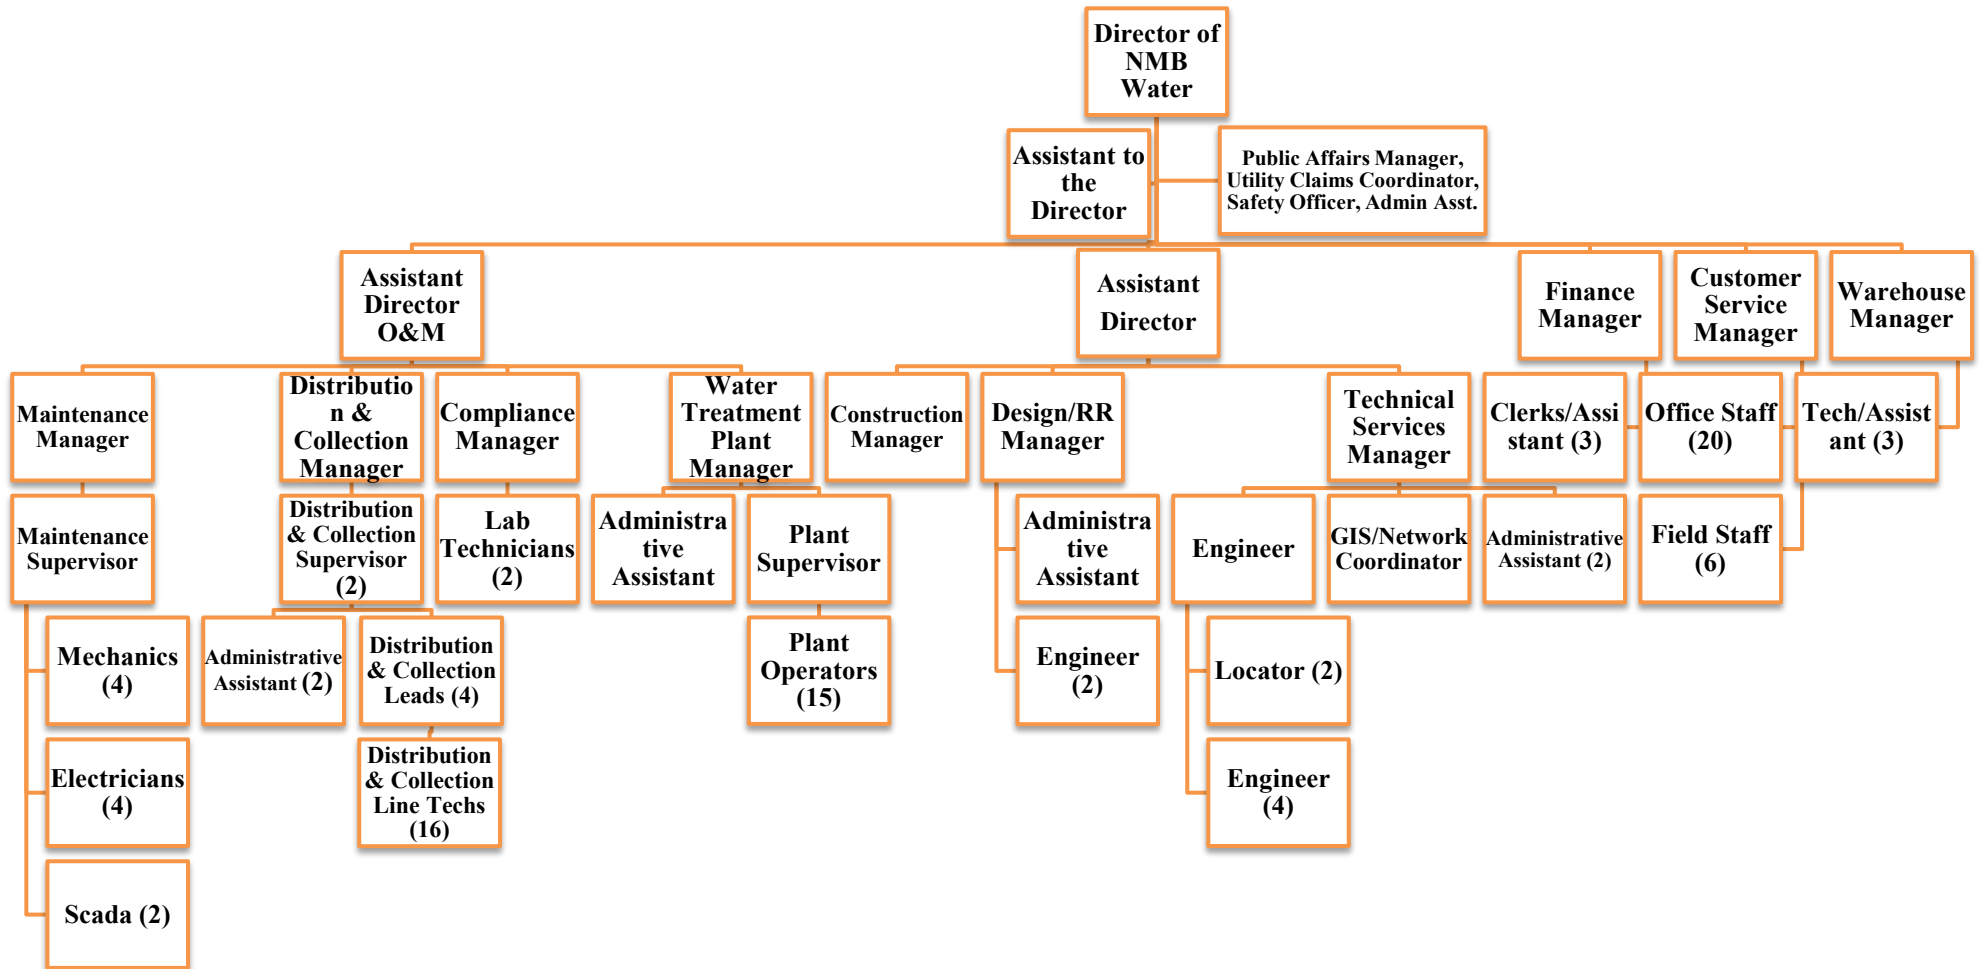 Director of
NMB
Water
Assistant to
the
Director
Public Affairs Manager,
Utility Claims Coordinator,
Safety Officer, Admin Asst.
Assistant
Director
O&M
Assistant
Director
Finance
Manager
Customer
Service
Manager
Warehouse
Manager
Maintenance
Manager
Distributio
n &
Collection
Manager
Compliance
Manager
Water
Treatment
Plant
Manager
Construction
Manager
Design/RR
Manager
Technical
Services
Manager
Clerks/Assi
stant (3)
Office Staff
(20)
Tech/Assist
ant (3)
Maintenance
Supervisor
Distribution
& Collection
Supervisor
(2)
Lab
Technicians
(2)
Administra
tive
Assistant
Plant
Supervisor
Administra
tive
Assistant
Engineer
GIS/Network
Coordinator
Administrative
Assistant (2)
Field Staff
(6)
Mechanics
(4)
Administrative
Assistant (2)
Distribution
& Collection
Leads (4)
Plant
Operators
(15)
Engineer
(2)
Locator (2)
Electricians
(4)
Distribution
& Collection
Line Techs
(16)
Engineer
(4)
Scada (2)